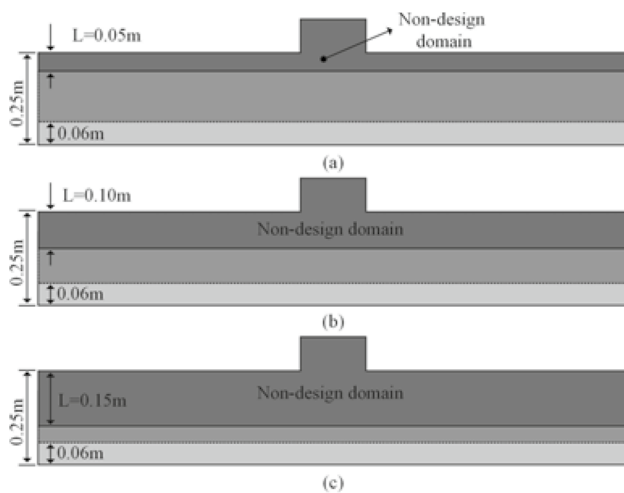 L=0.05m
Non-design
domain
0.25m
0.06m
(a)
L=0.10m
Non-design domain
0.25m
0.06m
(b)
Non-design domain
L=0.15m
0.25m
0.06m
(c)